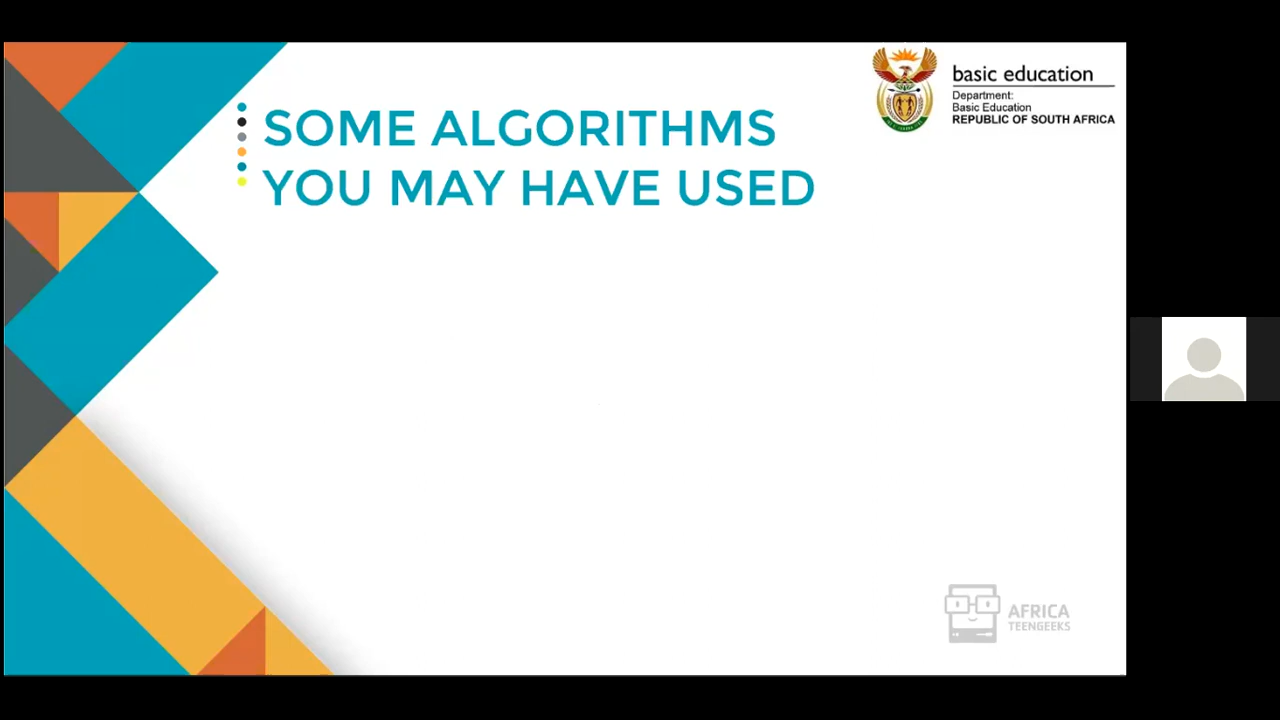 SOME ALGORITHMS
YOU MAY HAVE USED
basic education
Department:
Basic Education
REPUBLIC OF SOUTH AFRICA
AFRICA
TEENGEEKS